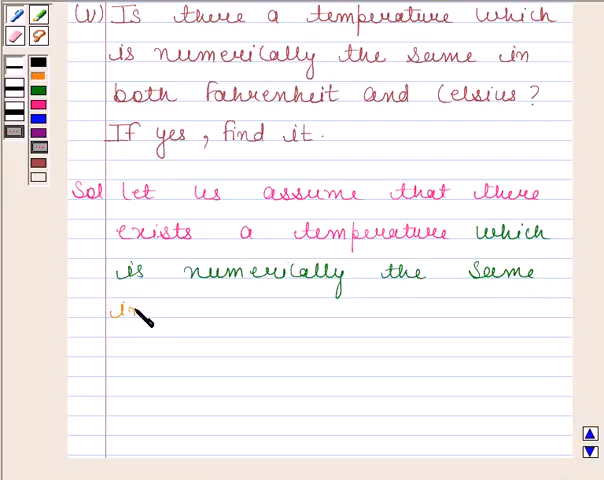 (V) Is there a temperature which
is numerically the same in
both fahrenheit and Celsius?
If yes, find it.
Sol Let us assume that there
exists a temperature which
is numerically the same
in